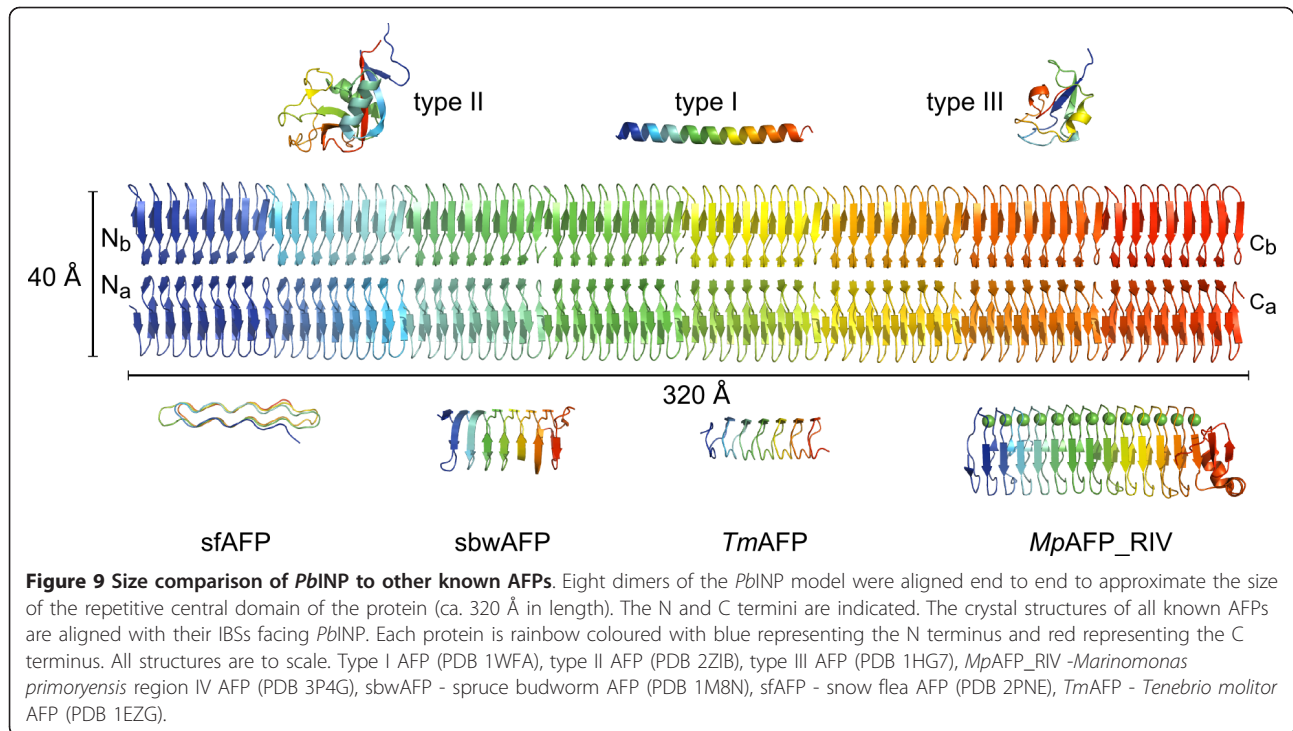 type II
type I
type III
N_b
C_b
40 Å
N_a
C_a
320 Å
sfAFP
sbwAFP
TmAFP
MpAFP_RIV
Figure 9 Size comparison of PbINP to other known AFPs. Eight dimers of the PbINP model were aligned end to end to approximate the size
of the repetitive central domain of the protein (ca. 320 Å in length). The N and C termini are indicated. The crystal structures of all known AFPs
are aligned with their IBSs facing PbINP. Each protein is rainbow coloured with blue representing the N terminus and red representing the C
terminus. All structures are to scale. Type I AFP (PDB 1WFA), type II AFP (PDB 2ZIB), type III AFP (PDB 1HG7), MpAFP_RIV -Marinomonas
primoryensis region IV AFP (PDB 3P4G), sbwAFP - spruce budworm AFP (PDB 1M8N), sfAFP - snow flea AFP (PDB 2PNE), TmAFP - Tenebrio molitor
AFP (PDB 1EZG).